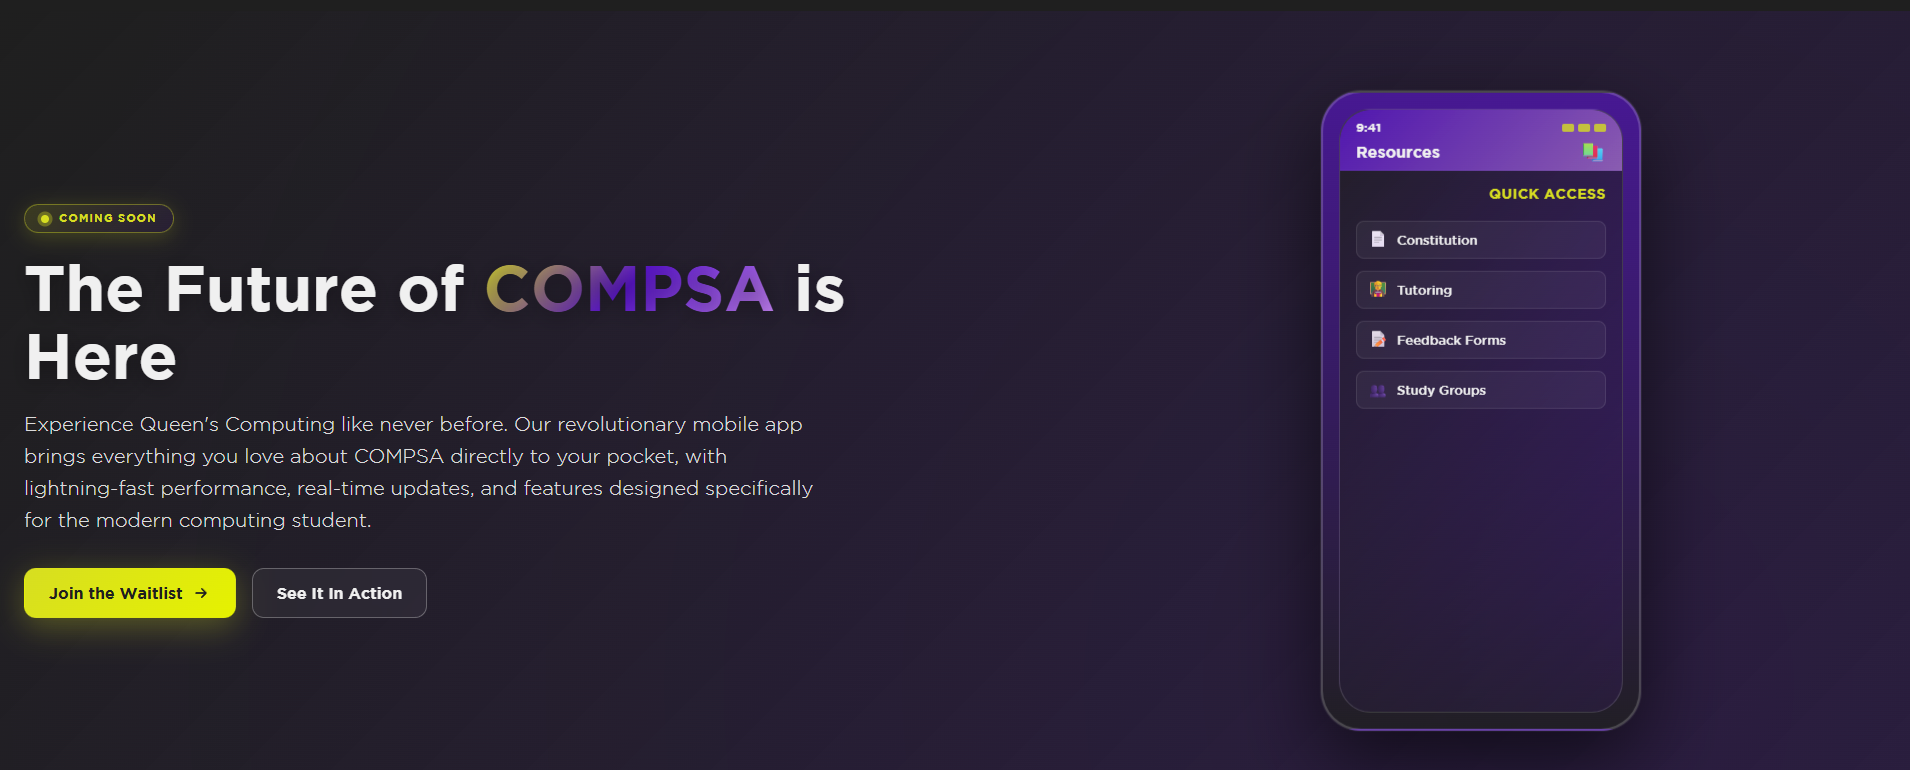 COMING SOON
The Future of COMPSA is
Here
Experience Queen's Computing like never before. Our revolutionary mobile app
brings everything you love about COMPSA directly to your pocket, with
lightning-fast performance, real-time updates, and features designed specifically
for the modern computing student.
Join the Waitlist →
See It In Action
9:41
Resources
QUICK ACCESS
Constitution
Tutoring
Feedback Forms
Study Groups